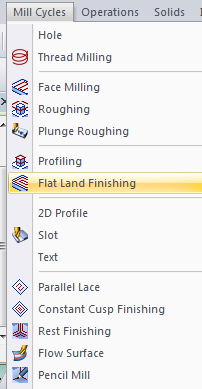 Mill Cycles Operations Solids
Hole
Thread Milling
Face Milling
Roughing
Plunge Roughing
Profiling
Flat Land Finishing
2D Profile
Slot
Text
Parallel Lace
Constant Cusp Finishing
Rest Finishing
Flow Surface
Pencil Mill